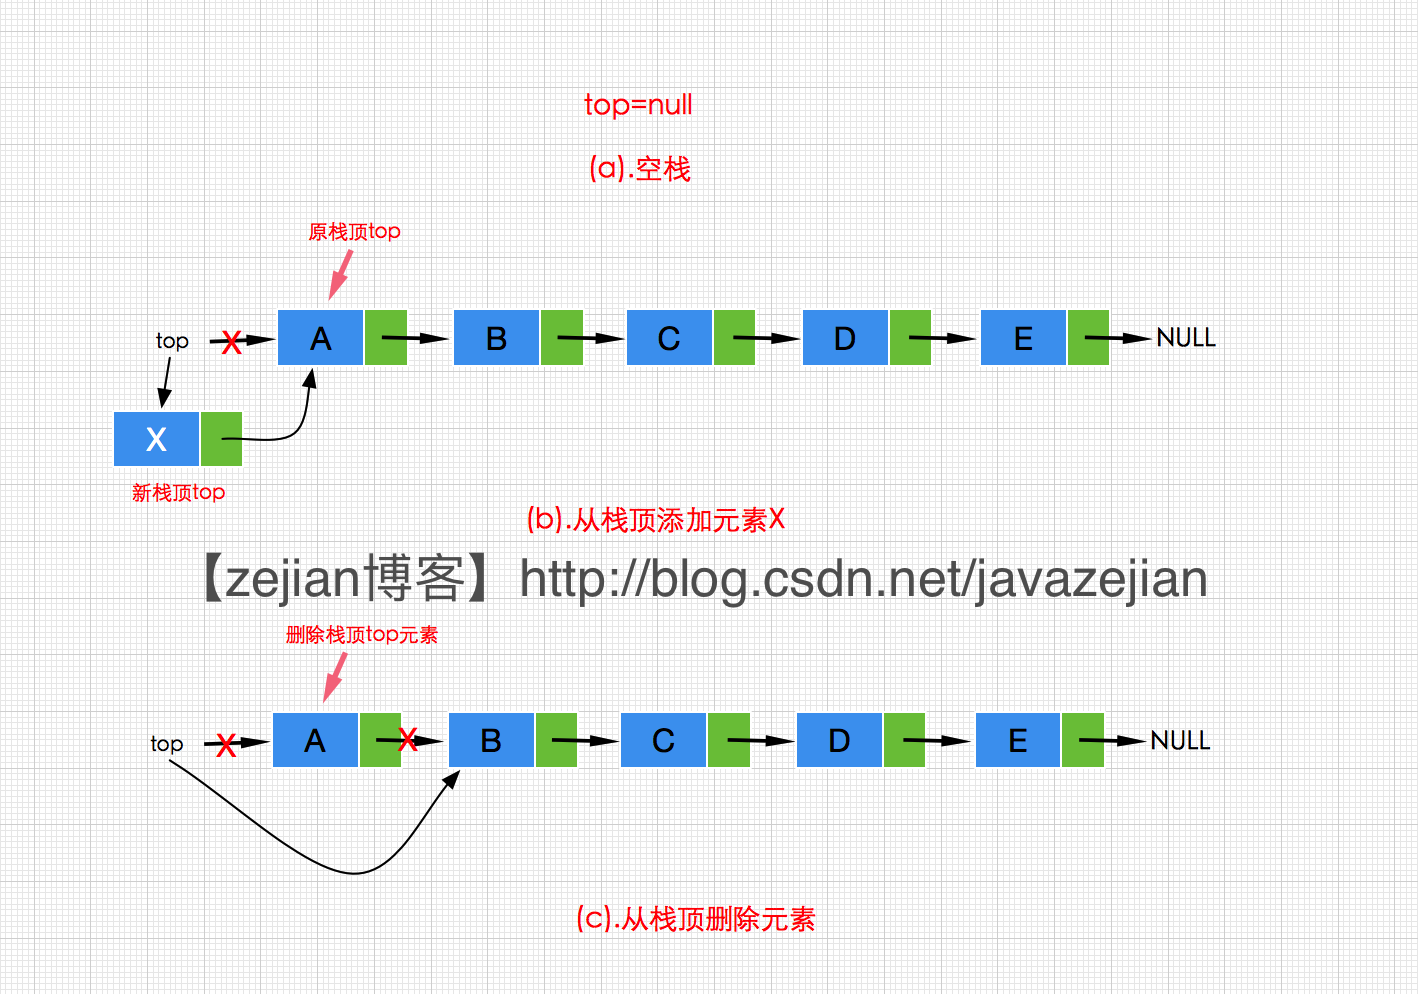 top=null
(a).空栈
原栈顶top
top X A B C D E NULL
X
新栈顶top
(b).从栈顶添加元素X
【zejian博客】http://blog.csdn.net/javazejian
删除栈顶top元素
top X A X B C D E NULL
(c).从栈顶删除元素